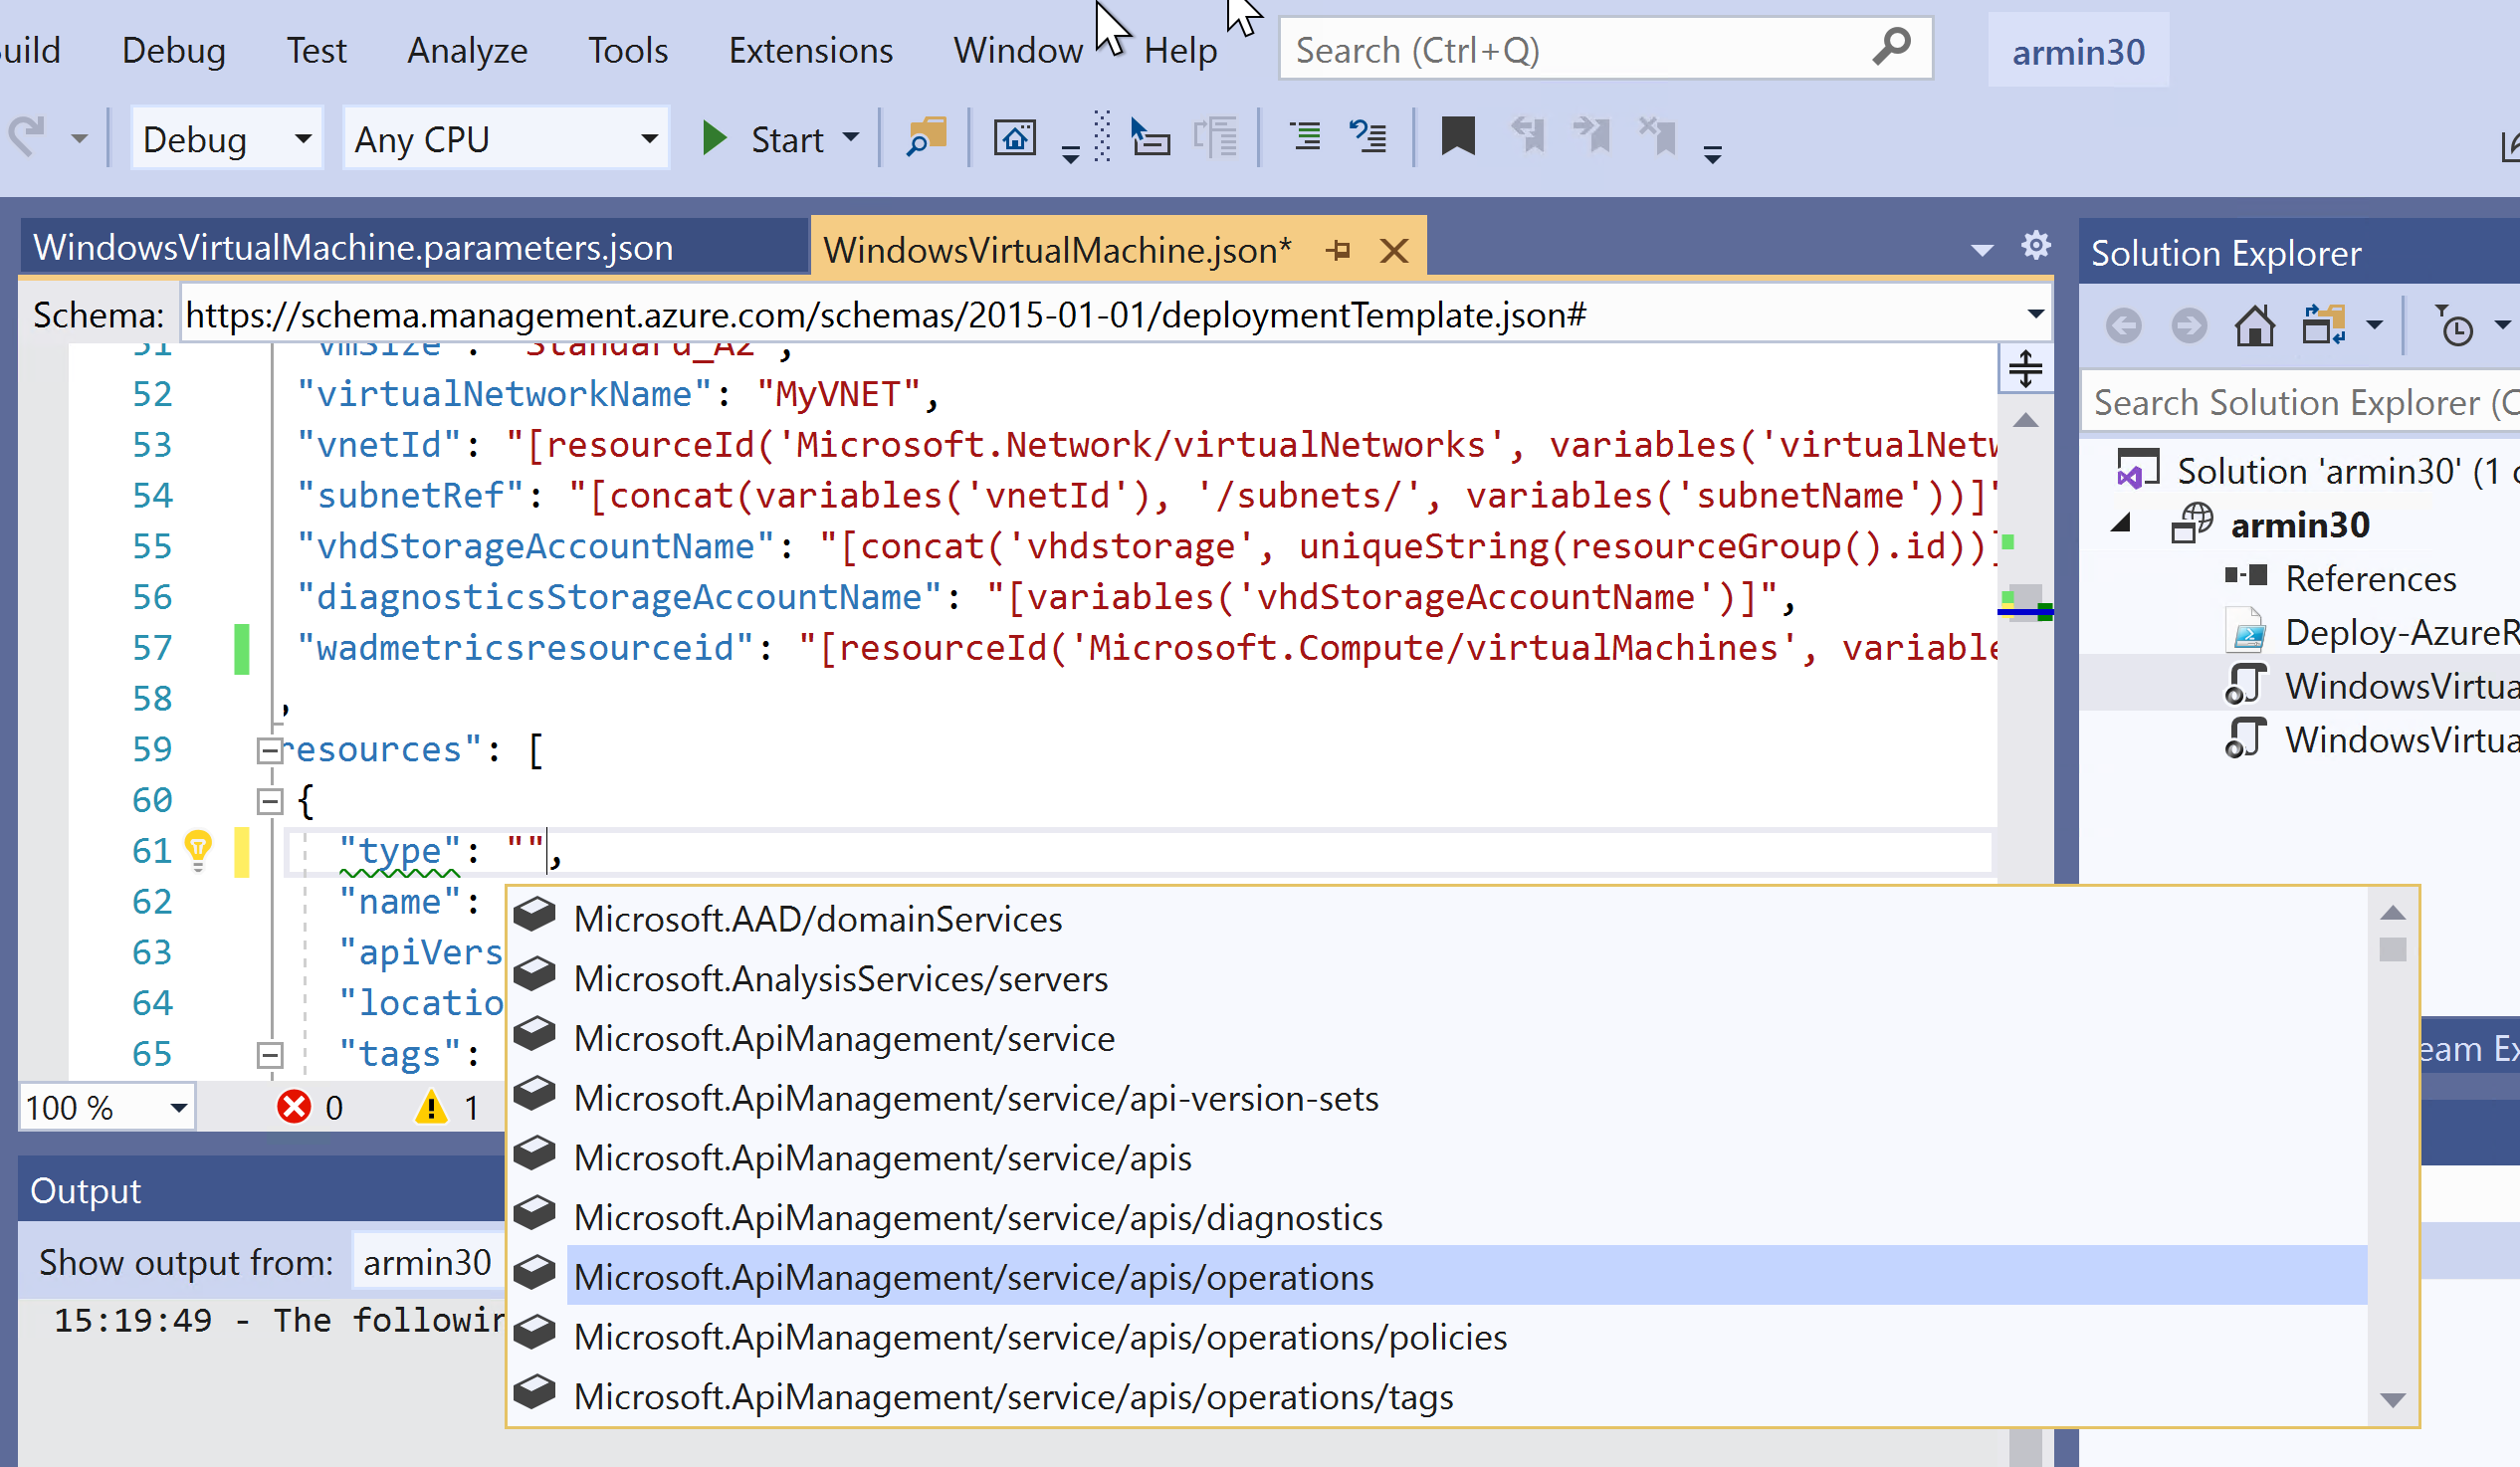 uild Debug Test Analyze Tools Extensions Window Help Search (Ctrl+Q) armin30
Debug Any CPU Start
WindowsVirtualMachine.parameters.json WindowsVirtualMachine.json*
Schema: https://schema.management.azure.com/schemas/2015-01-01/deploymentTemplate.json#
51 "vmSize": "Standard_A2",
52 "virtualNetworkName": "MyVNET",
53 "vnetId": "[resourceId('Microsoft.Network/virtualNetworks', variables('virtualNetw
54 "subnetRef": "[concat(variables('vnetId'), '/subnets/', variables('subnetName'))]"
55 "vhdStorageAccountName": "[concat('vhdstorage', uniqueString(resourceGroup().id))]
56 "diagnosticsStorageAccountName": "[variables('vhdStorageAccountName')]",
57 "wadmetricsresourceid": "[resourceId('Microsoft.Compute/virtualMachines', variable
58 ,
59 resources": [
60 {
61 "type": "",
62 "name":
63 "apiVers
64 "locatio
65 "tags":
Microsoft.AAD/domainServices
Microsoft.AnalysisServices/servers
Microsoft.ApiManagement/service
Microsoft.ApiManagement/service/api-version-sets
Microsoft.ApiManagement/service/apis
Microsoft.ApiManagement/service/apis/diagnostics
Microsoft.ApiManagement/service/apis/operations
Microsoft.ApiManagement/service/apis/operations/policies
Microsoft.ApiManagement/service/apis/operations/tags
100 % 0 1
Output
Show output from: armin30
15:19:49 - The followin
Solution Explorer
Search Solution Explorer (C
Solution 'armin30' (1 o
armin30
References
Deploy-AzureR
WindowsVirtua
WindowsVirtua
eam Ex